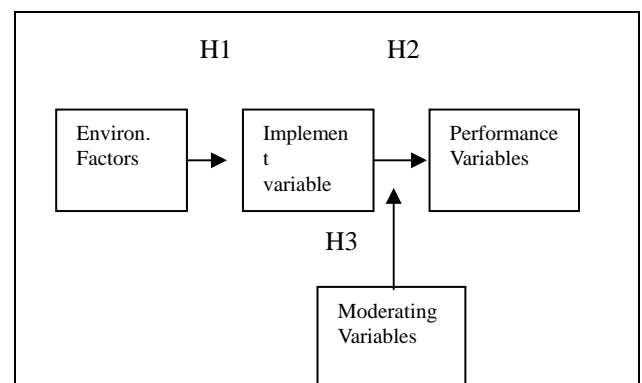 H1
H2
Environ.
Factors
Implemen
t
variable
Performance
Variables
H3
Moderating
Variables